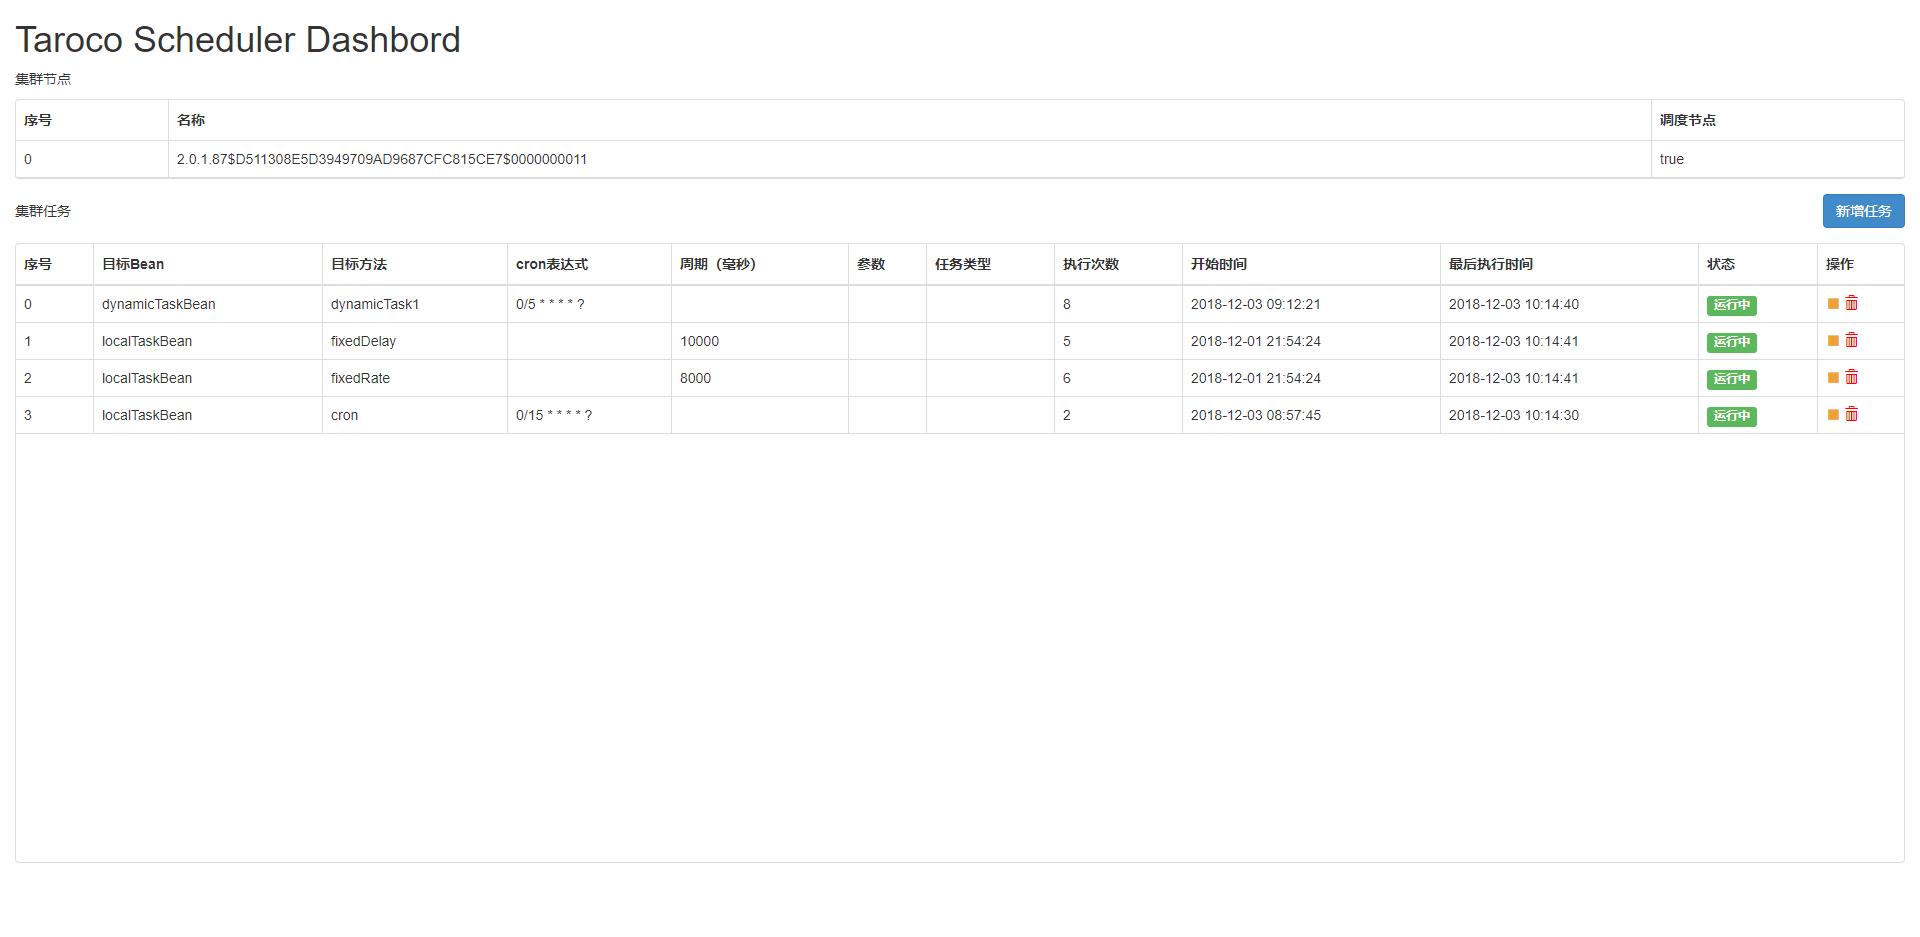 Taroco Scheduler Dashbord
集群节点
序号 名称 调度节点
0 2.0.1.87$D511308E5D3949709AD9687CFC815CE7$0000000011 true
集群任务 新增任务
序号 目标Bean 目标方法 cron表达式 周期（毫秒） 参数 任务类型 执行次数 开始时间 最后执行时间 状态 操作
0 dynamicTaskBean dynamicTask1 0/5 * * * * ? 8 2018-12-03 09:12:21 2018-12-03 10:14:40 运行中
1 localTaskBean fixedDelay 10000 5 2018-12-01 21:54:24 2018-12-03 10:14:41 运行中
2 localTaskBean fixedRate 8000 6 2018-12-01 21:54:24 2018-12-03 10:14:41 运行中
3 localTaskBean cron 0/15 * * * * ? 2 2018-12-03 08:57:45 2018-12-03 10:14:30 运行中